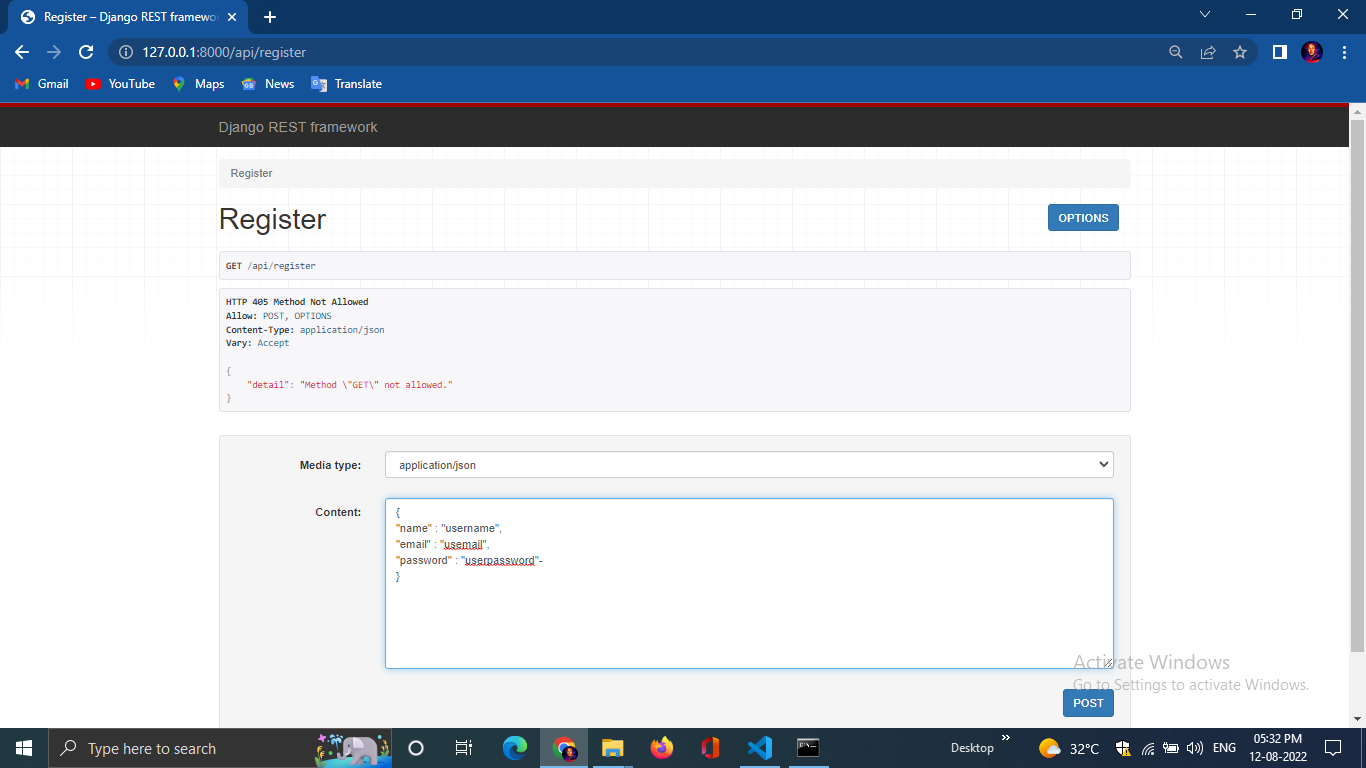 Register – Django REST framewo
127.0.0.1:8000/api/register
Gmail YouTube Maps News Translate
Django REST framework
Register
Register
OPTIONS
GET /api/register
HTTP 405 Method Not Allowed
Allow: POST, OPTIONS
Content-Type: application/json
Vary: Accept
{
"detail": "Method \"GET\" not allowed."
}
Media type: application/json
Content:
{
"name" : "username",
"email" : "usemail",
"password" : "userpassword"-
}
Activate Windows
Go to Settings to activate Windows.
POST
Type here to search
Desktop
32°C
ENG
05:32 PM
12-08-2022